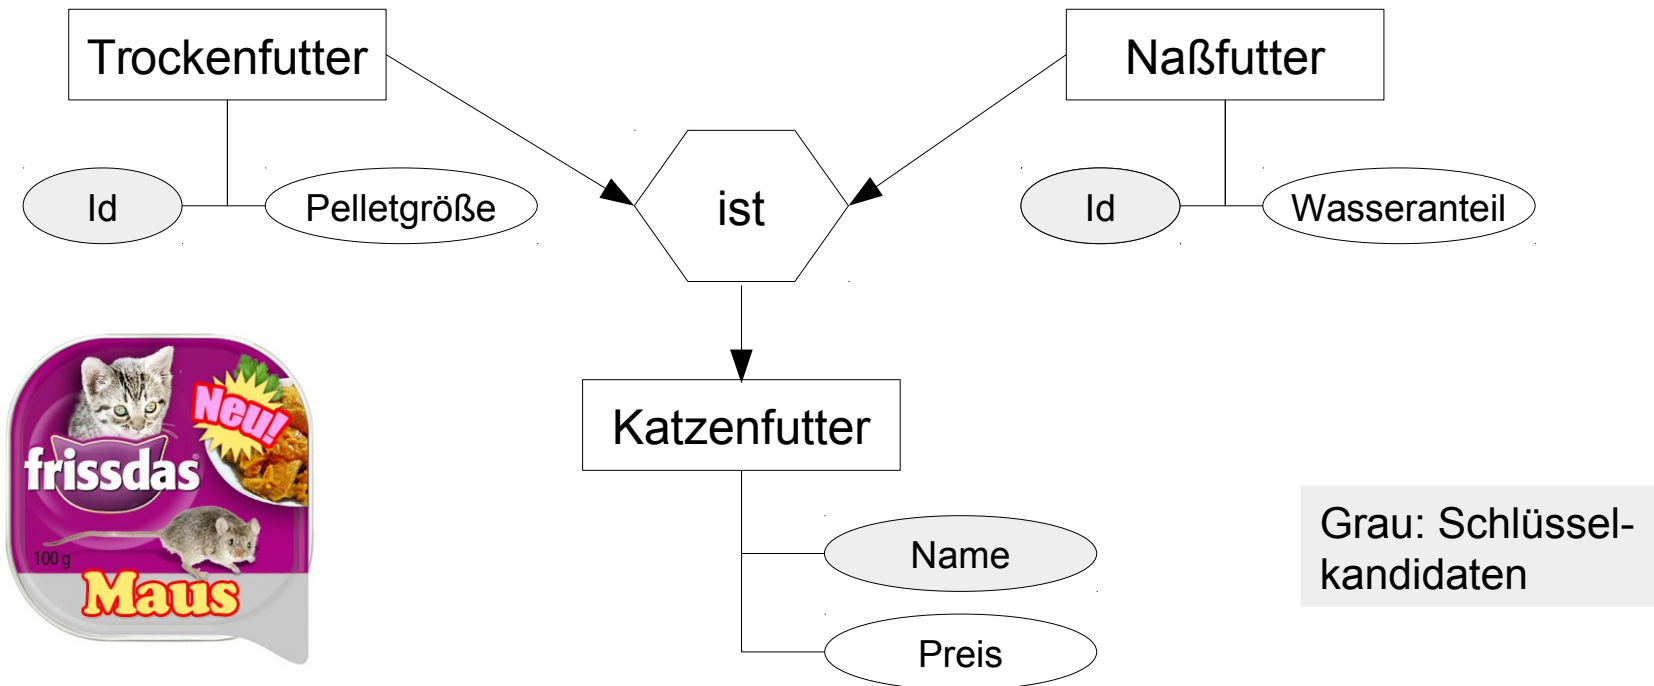 Trockenfutter
Naßfutter
Id
Pelletgröße
ist
Id
Wasseranteil
Katzenfutter
Name
Preis
Neu!
frissdas
100 g
Maus
Grau: Schlüssel-
kandidaten